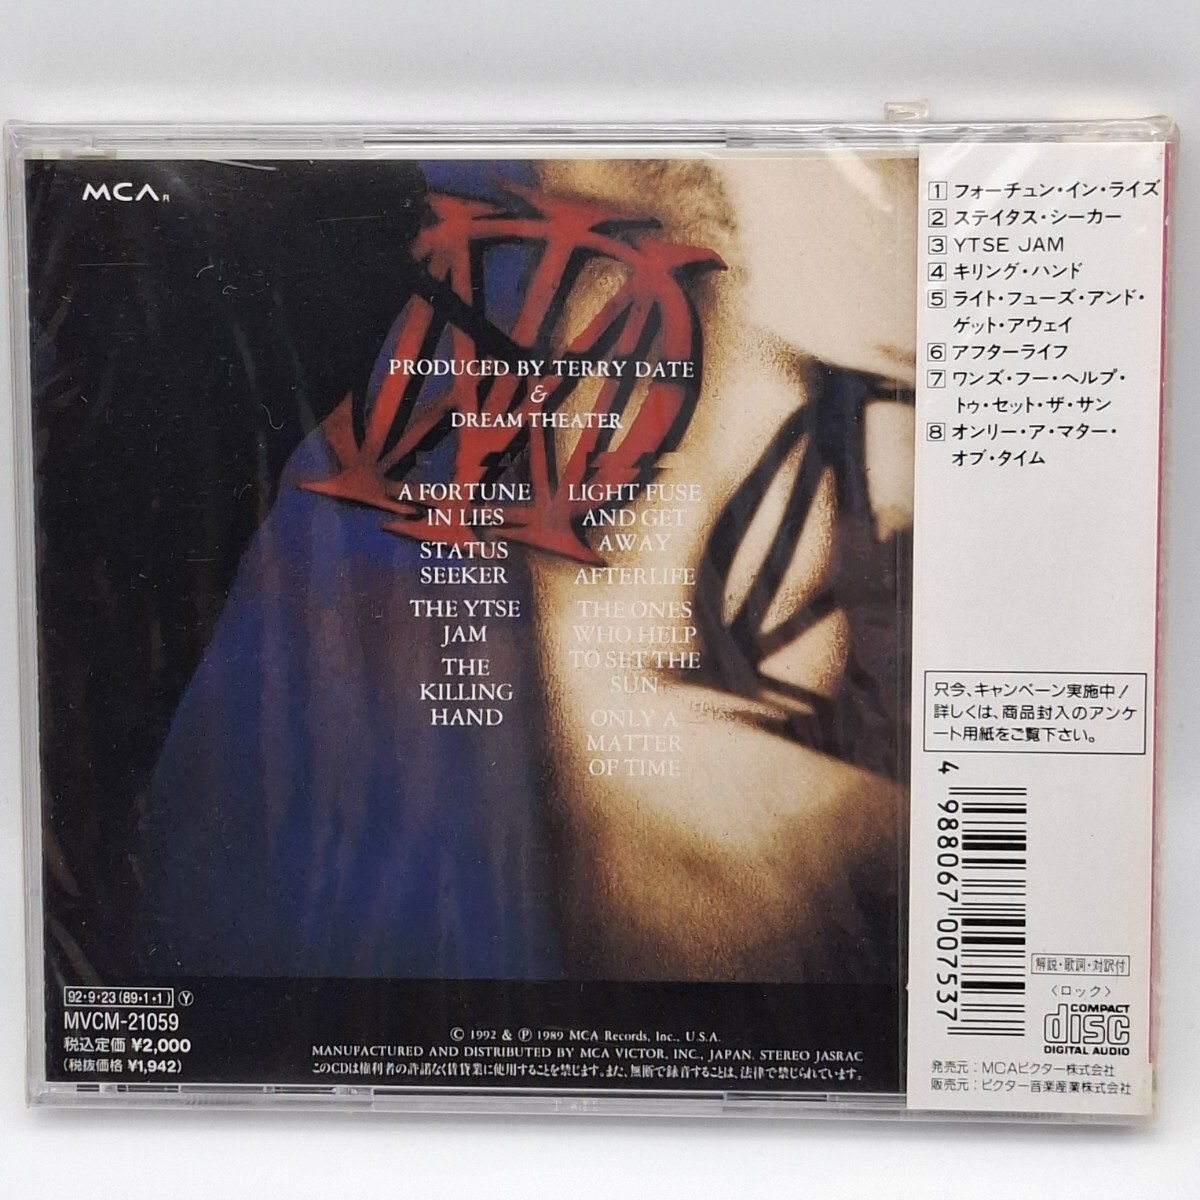 MCA R
PRODUCED BY TERRY DATE
&
DREAM THEATER
A FORTUNE
IN LIES
STATUS
SEEKER
THE YTSE
JAM
THE
KILLING
HAND
LIGHT FUSE
AND GET
AWAY
AFTERLIFE
THE ONES
WHO HELP
TO SET THE
SUN
ONLY A
MATTER
OF TIME
92・9・23(89・1・1) Y
MVCM-21059
税込定価 ¥2,000
(税抜価格 ¥1,942)
© 1992 & ℗ 1989 MCA Records, Inc., U.S.A.
MANUFACTURED AND DISTRIBUTED BY MCA VICTOR, INC., JAPAN. STEREO JASRAC
このCDは権利者の許諾なく賃貸業に使用することを禁じます。また、無断で録音することは、法律で禁じられています。
1 フォーチュン・イン・ライズ
2 ステイタス・シーカー
3 YTSE JAM
4 キリング・ハンド
5 ライト・フューズ・アンド・
ゲット・アウェイ
6 アフターライフ
7 ワンズ・フー・ヘルプ・
トゥ・セット・ザ・サン
8 オンリー・ア・マター・
オブ・タイム
只今、キャンペーン実施中!
詳しくは、商品封入のアンケ
ート用紙をご覧下さい。
4 988067 007537
解説・歌詞・対訳付
〈ロック〉
COMPACT
disc
DIGITAL AUDIO
発売元:MCAビクター株式会社
販売元:ビクター音楽産業株式会社